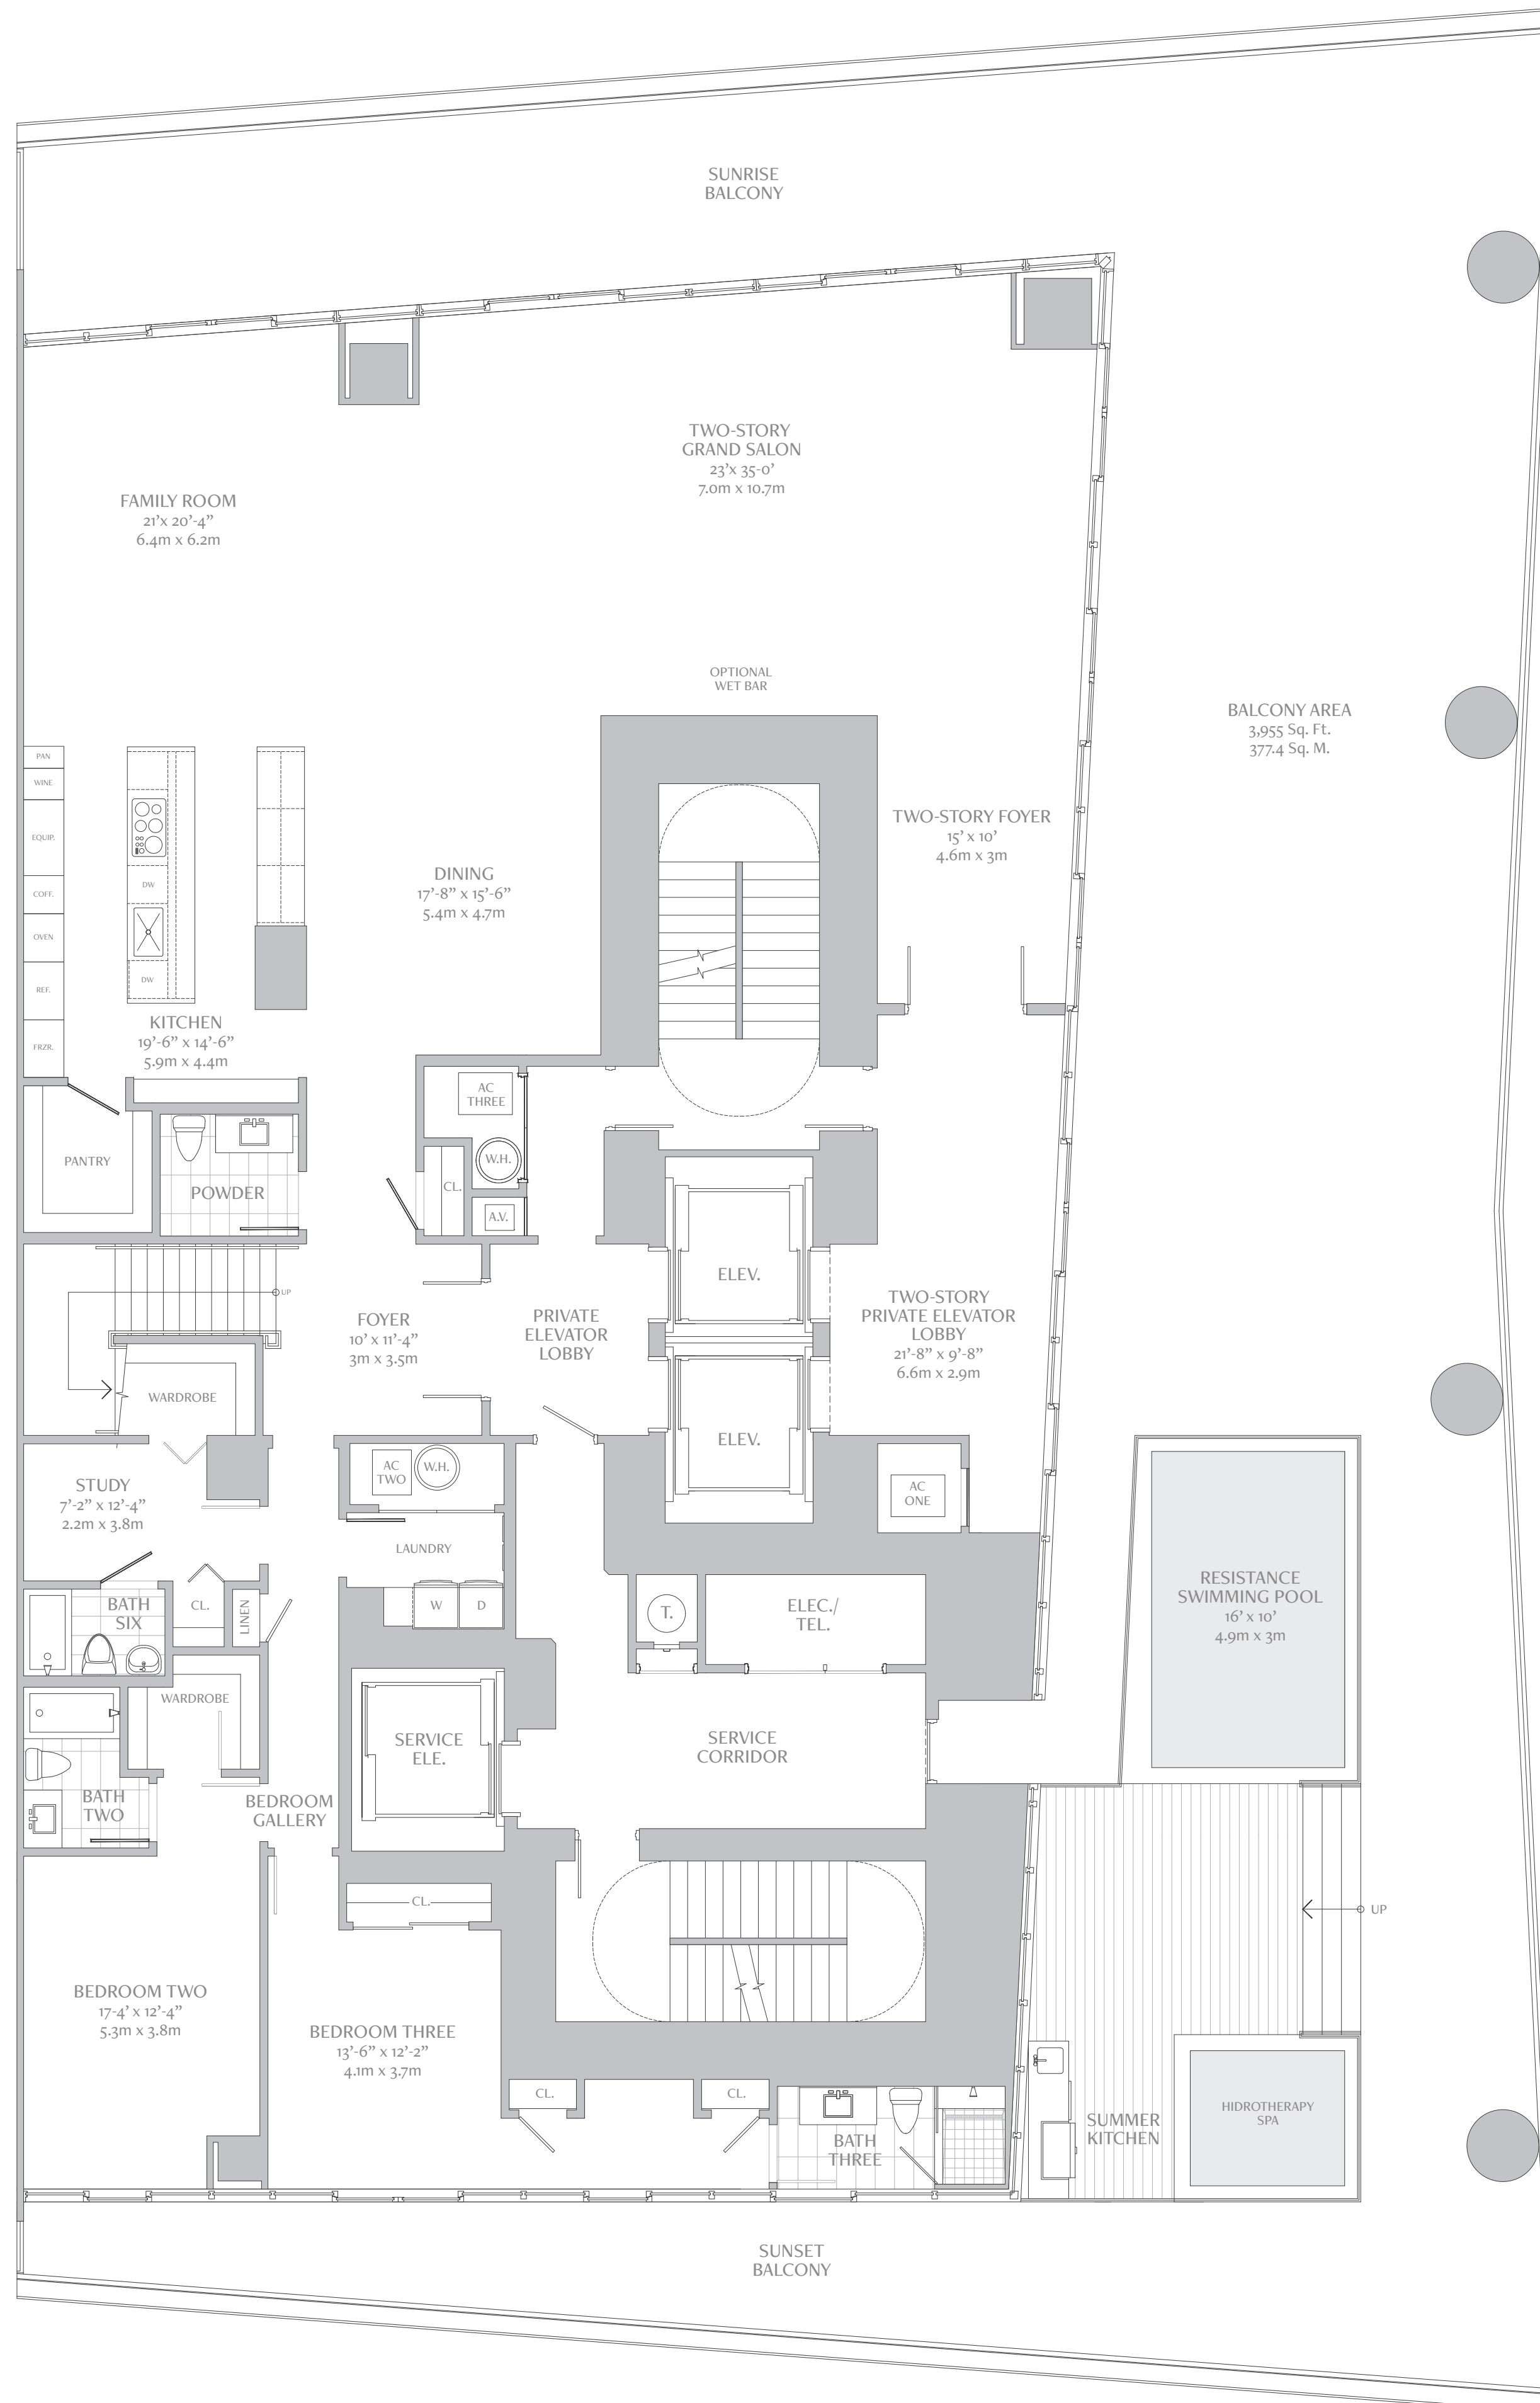 SUNRISE
BALCONY
TWO-STORY
GRAND SALON
23’x 35-0’
7.0m x 10.7m
FAMILY ROOM
21’x 20’-4”
6.4m x 6.2m
OPTIONAL
WET BAR
BALCONY AREA
3,955 Sq. Ft.
377.4 Sq. M.
PAN
WINE
EQUIP.
COFF.
OVEN
REF.
FRZR.
DW
DW
TWO-STORY FOYER
15’ x 10’
4.6m x 3m
DINING
17’-8” x 15’-6”
5.4m x 4.7m
KITCHEN
19’-6” x 14’-6”
5.9m x 4.4m
AC
THREE
W.H.
CL.
A.V.
PANTRY
POWDER
UP
FOYER
10’ x 11’-4”
3m x 3.5m
PRIVATE
ELEVATOR
LOBBY
ELEV.
TWO-STORY
PRIVATE ELEVATOR
LOBBY
21’-8” x 9’-8”
6.6m x 2.9m
WARDROBE
ELEV.
AC
TWO
W.H.
AC
ONE
STUDY
7’-2” x 12’-4”
2.2m x 3.8m
LAUNDRY
W
D
T.
ELEC./
TEL.
RESISTANCE
SWIMMING POOL
16’ x 10’
4.9m x 3m
BATH
SIX
CL.
LINEN
WARDROBE
SERVICE
ELE.
SERVICE
CORRIDOR
BATH
TWO
BEDROOM
GALLERY
CL.
UP
BEDROOM TWO
17-4’ x 12’-4”
5.3m x 3.8m
BEDROOM THREE
13’-6” x 12’-2”
4.1m x 3.7m
CL.
CL.
BATH
THREE
SUMMER
KITCHEN
HIDROTHERAPY
SPA
SUNSET
BALCONY